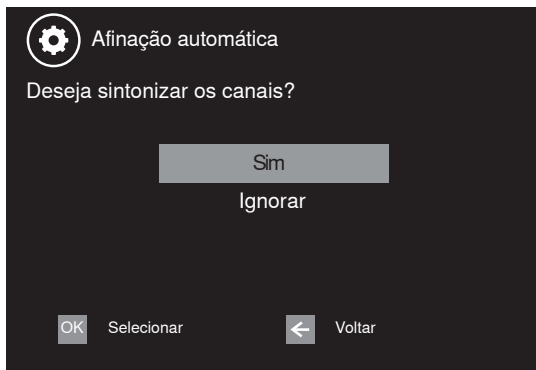 Afinação automática
Deseja sintonizar os canais?
Sim
Ignorar
OK Selecionar Voltar